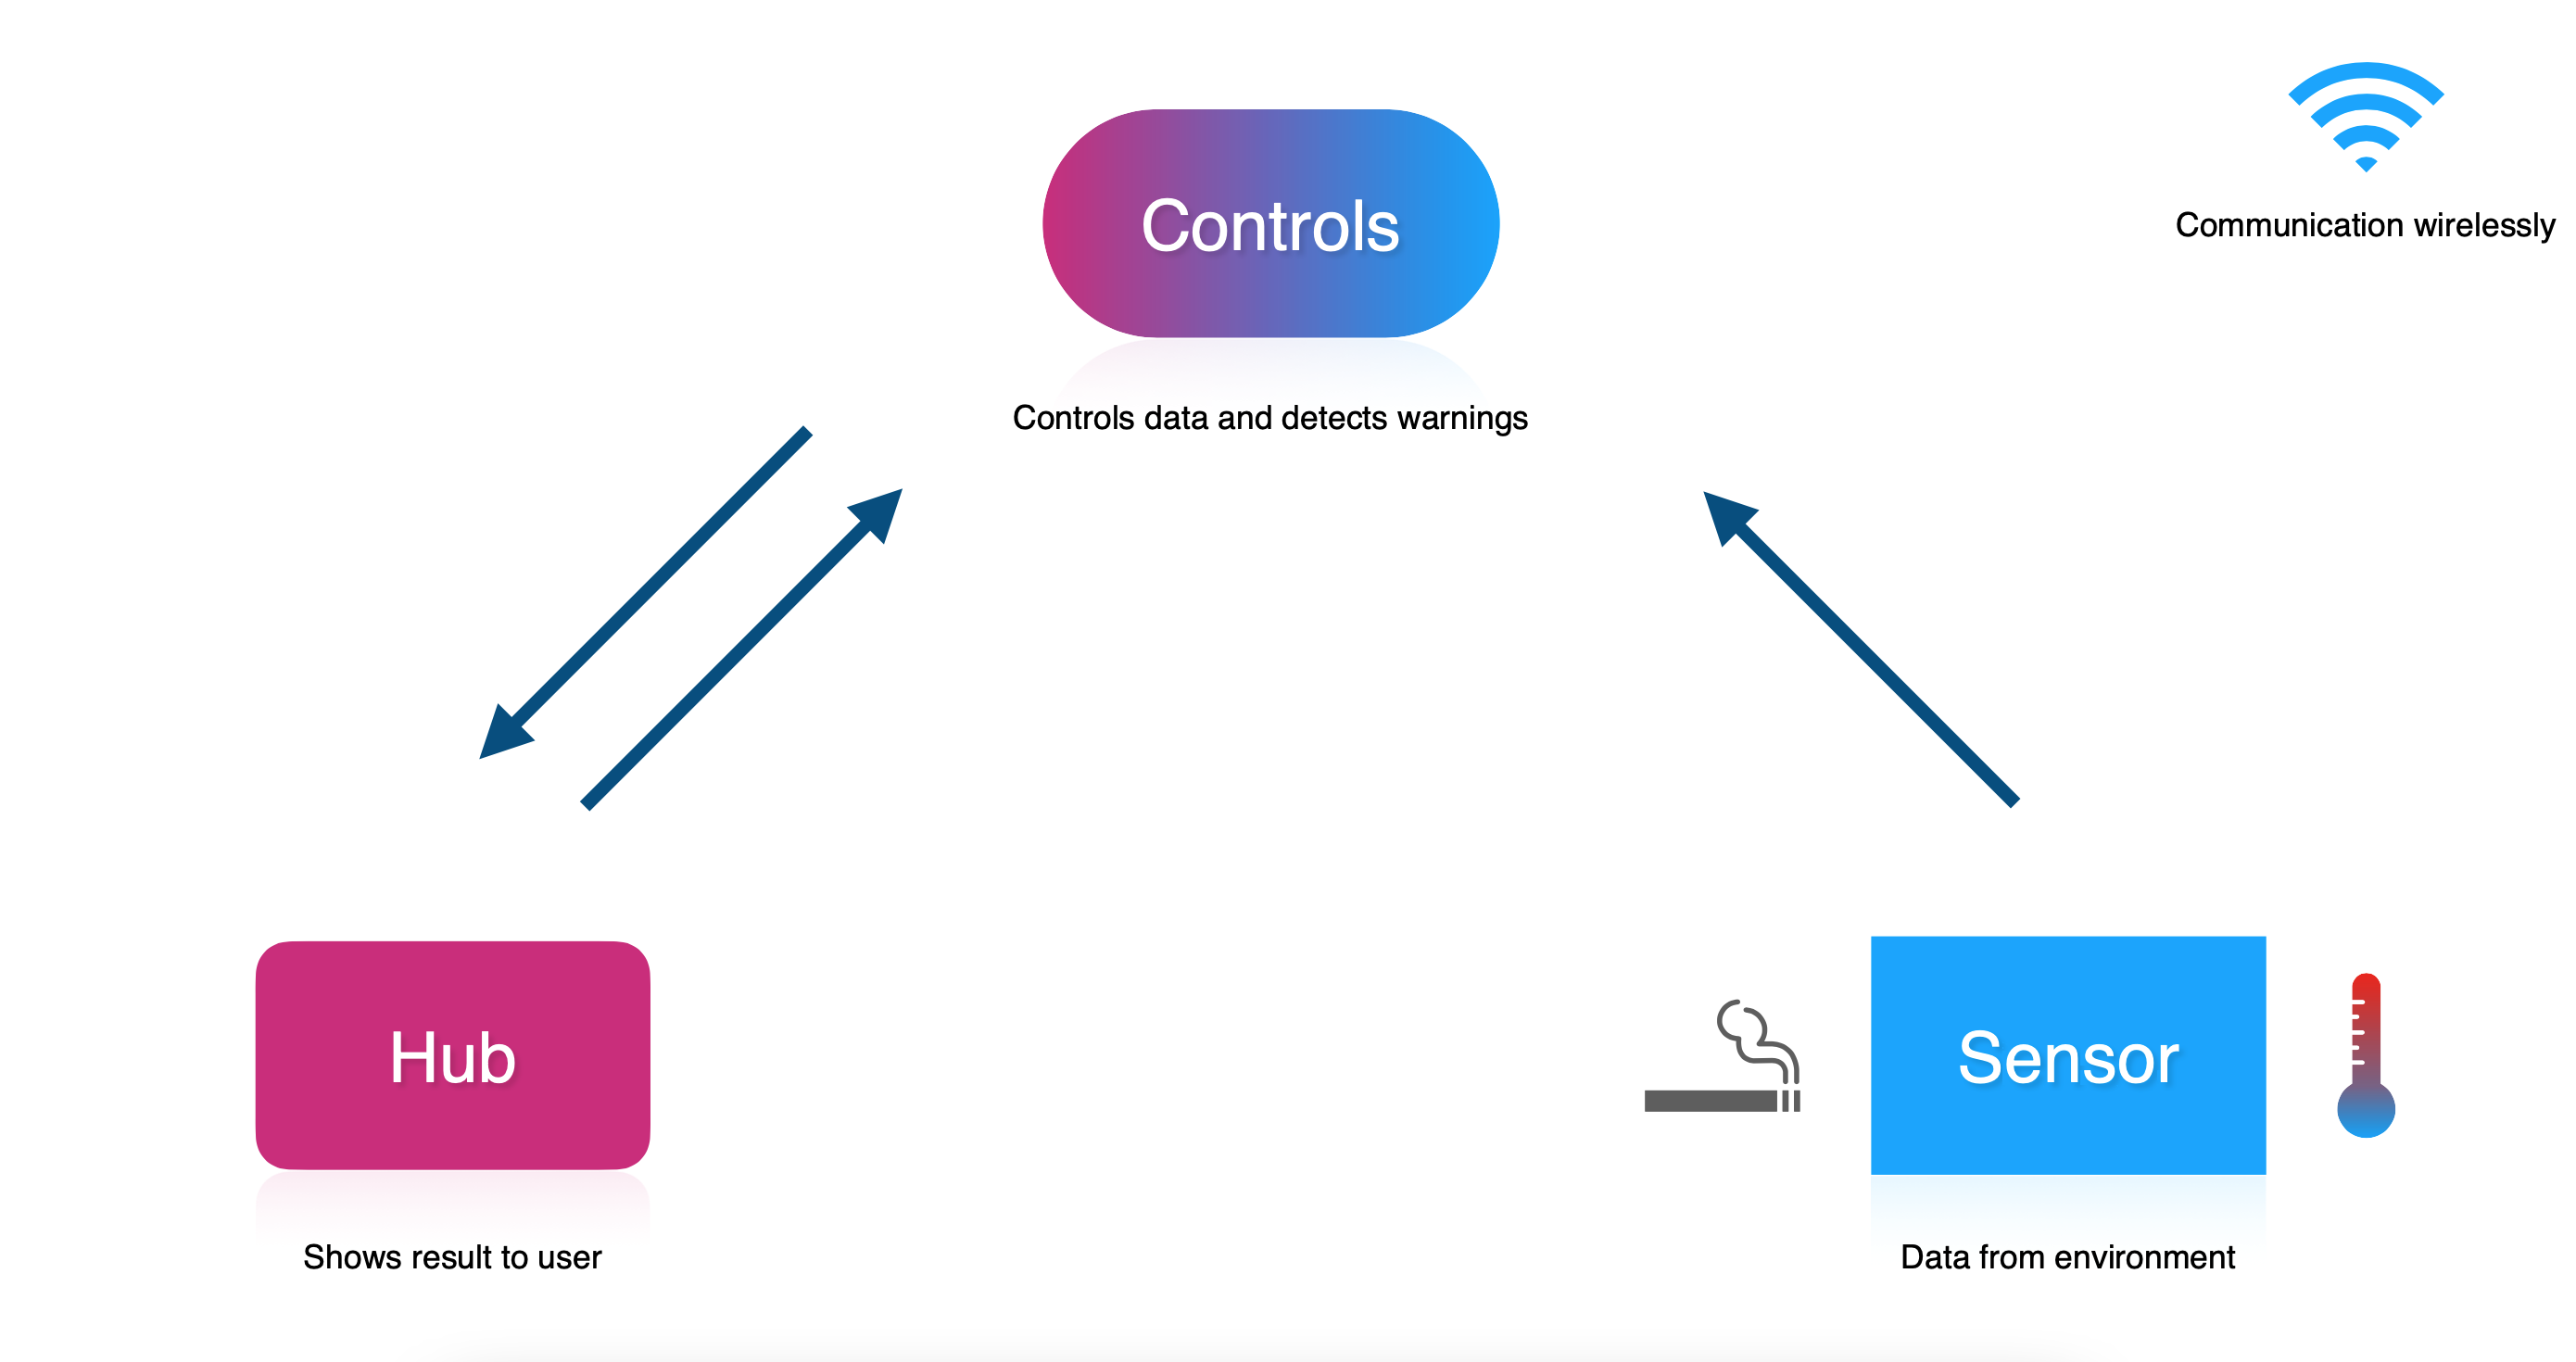 Controls
Communication wirelessly
Controls data and detects warnings
Hub
Sensor
Shows result to user
Data from environment